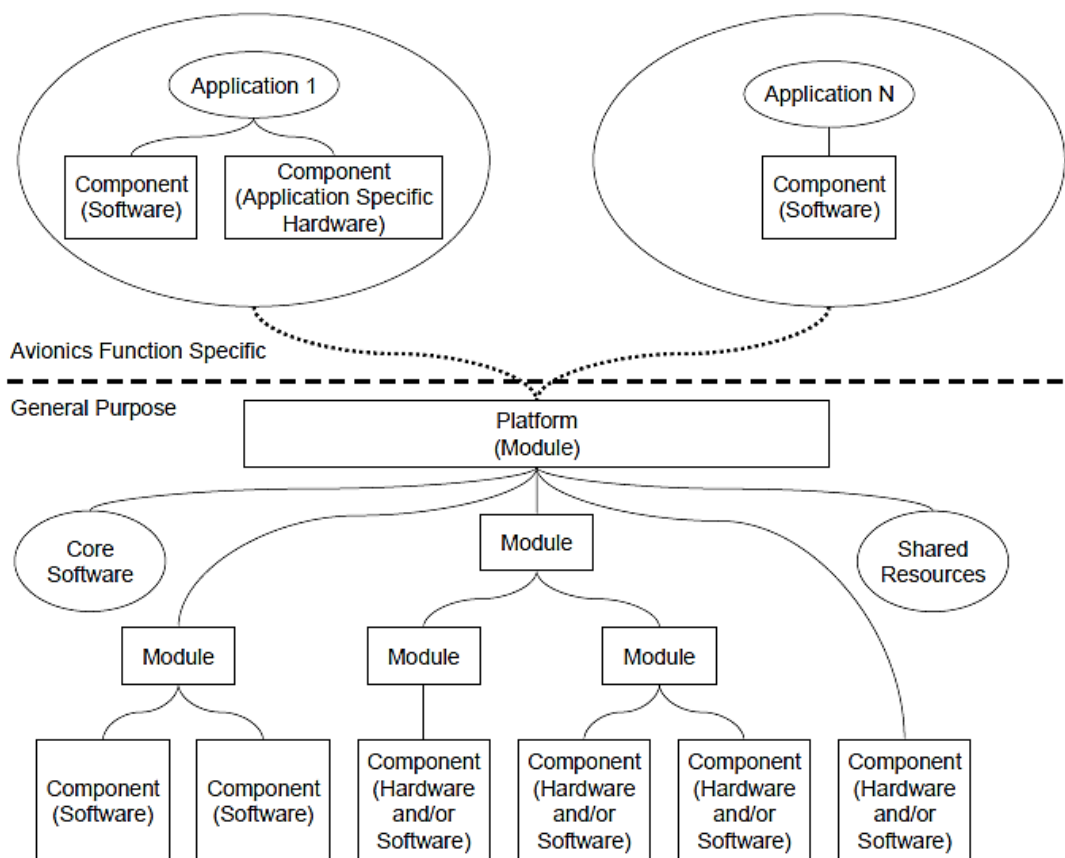 Application 1
Component
(Software)
Component
(Application Specific
Hardware)
Application N
Component
(Software)
Avionics Function Specific
General Purpose
Platform
(Module)
Core
Software
Module
Shared
Resources
Module
Module
Module
Component
(Software)
Component
(Software)
Component
(Hardware
and/or
Software)
Component
(Hardware
and/or
Software)
Component
(Hardware
and/or
Software)
Component
(Hardware
and/or
Software)